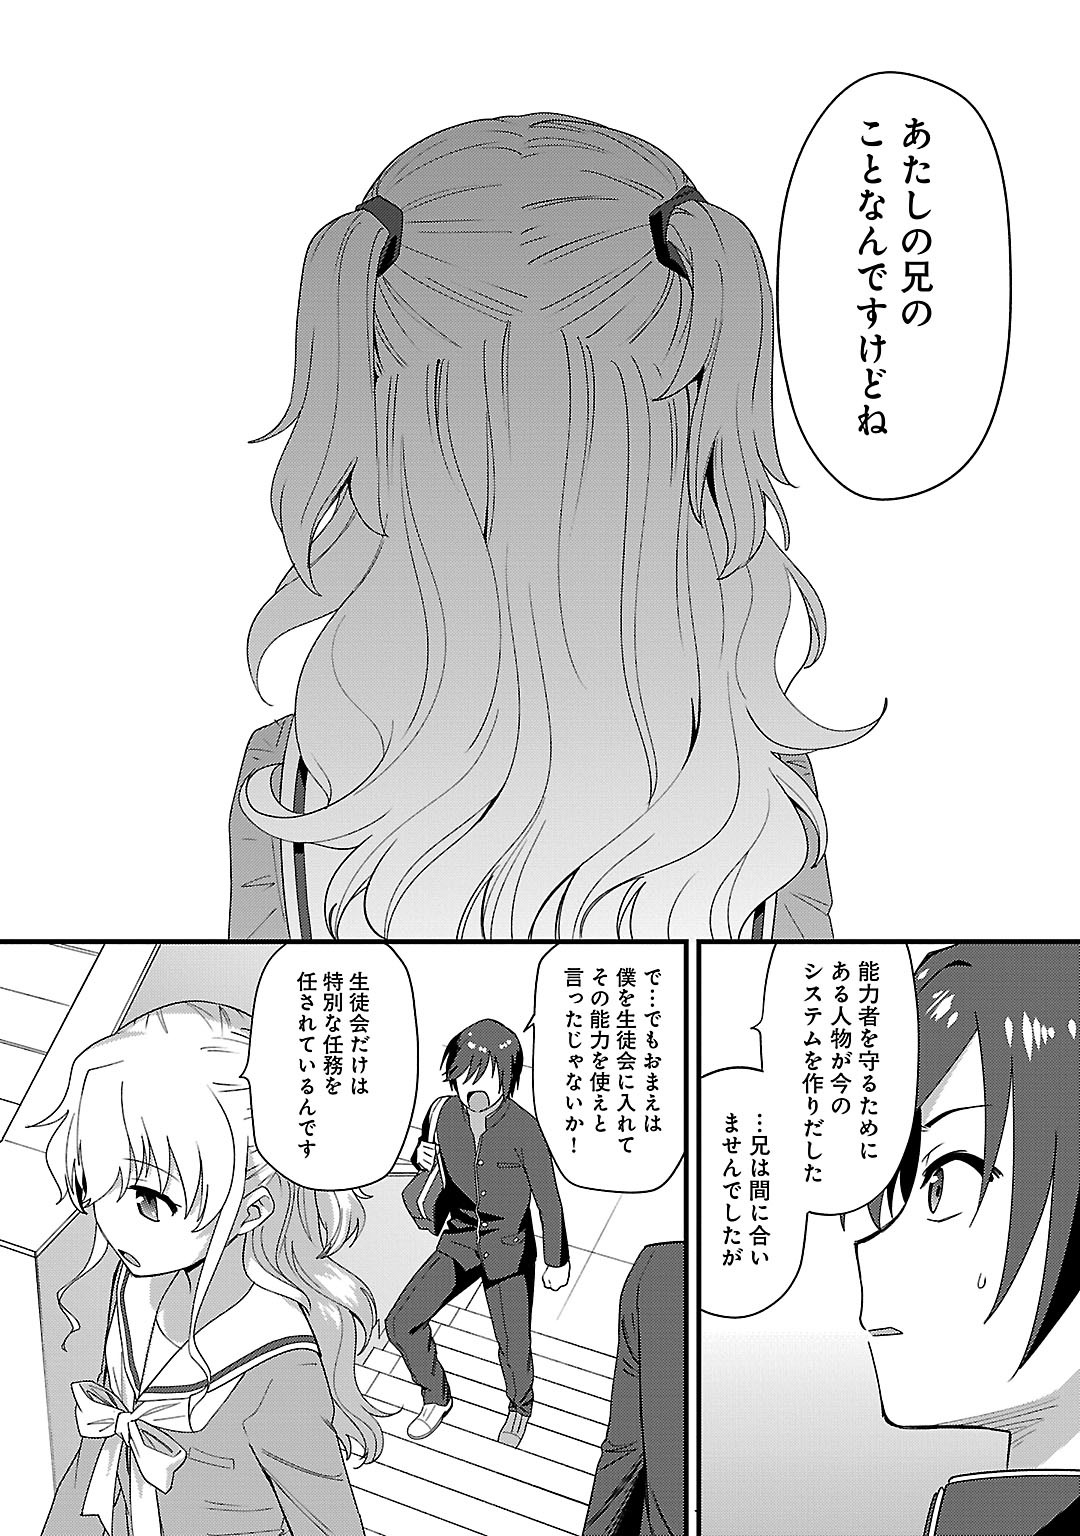 あたしの兄の
ことなんですけどね
能力者を守るために
ある人物が今の
システムを作りだした
…兄は間に合い
ませんでしたが
で…でもおまえは
僕を生徒会に入れて
その能力を使えと
言ったじゃないか！
生徒会だけは
特別な任務を
任されているんです